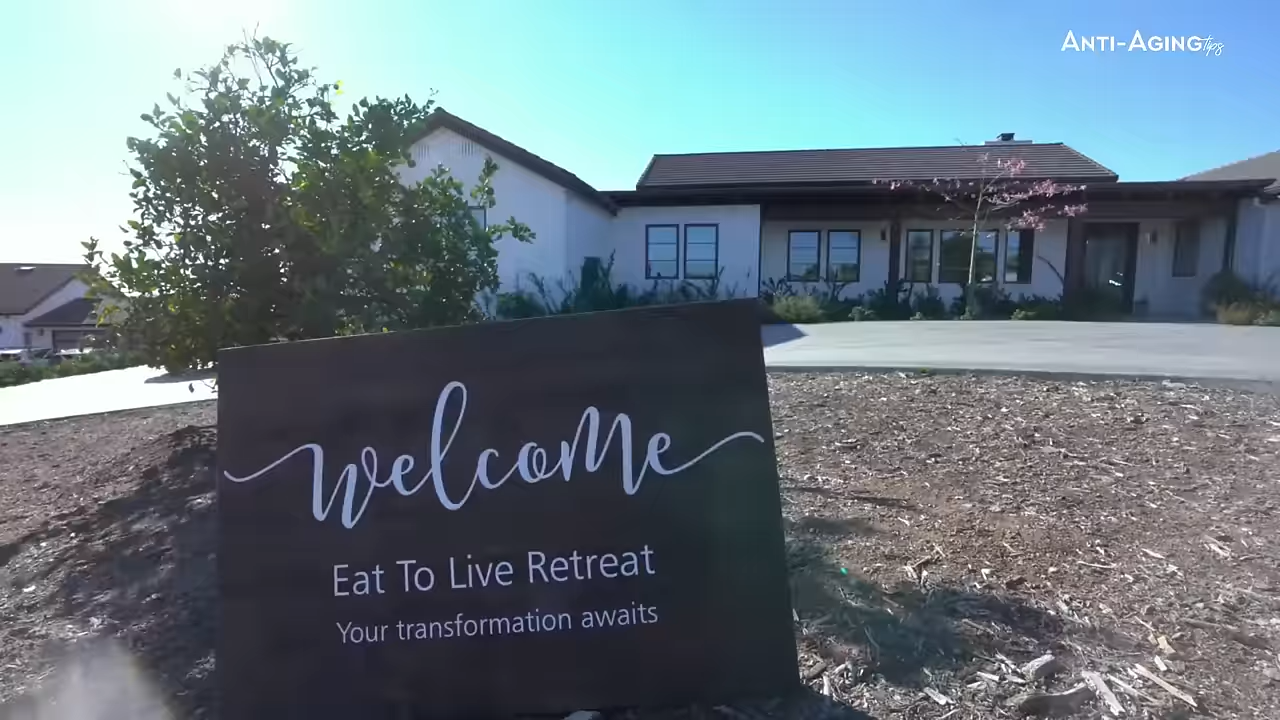 Anti-Aging tips
welcome
Eat To Live Retreat
Your transformation awaits